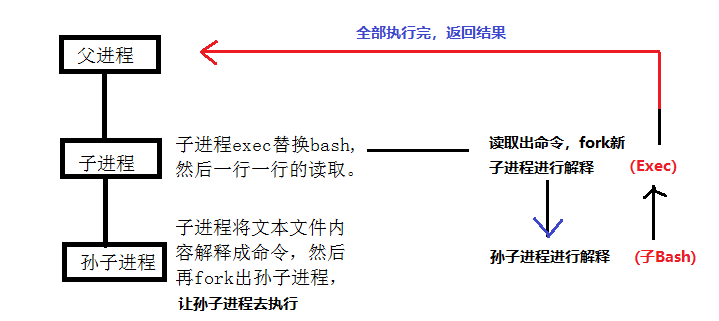 全部执行完，返回结果
父进程
子进程
子进程exec替换bash,
然后一行一行的读取。
读取出命令，fork新
子进程进行解释
(Exec)
孙子进程
子进程将文本文件内
容解释成命令，然后
再fork出孙子进程，
让孙子进程去执行
孙子进程进行解释
(子Bash)